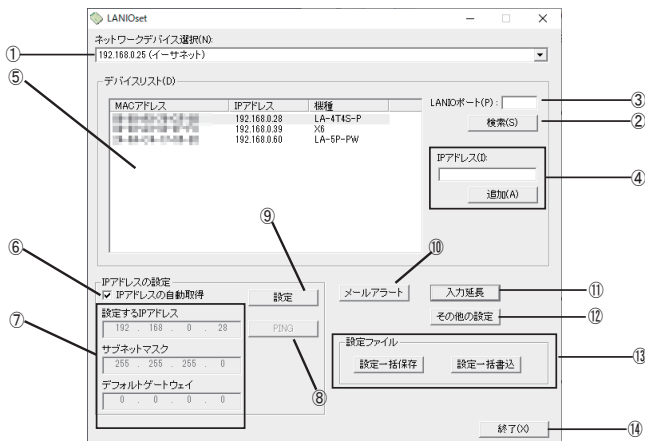 LANIOset
ネットワークデバイス選択(N):
① 192.168.0.25 (イーサネット)
⑤
デバイスリスト(D)
MACアドレス IPアドレス 機種
192.168.0.28 LA-4T4S-P
192.168.0.39 X6
192.168.0.60 LA-5P-PW
LANIOポート(P): ③
検索(S) ②
IPアドレス(I):
④
追加(A)
⑥
⑨
⑩
IPアドレスの設定
IPアドレスの自動取得
設定
メールアラート
入力延長 ⑪
⑦
設定するIPアドレス
192 . 168 . 0 . 28
PING
⑧
その他の設定 ⑫
サブネットマスク
255 . 255 . 255 . 0
設定ファイル
設定一括保存 設定一括書込 ⑬
デフォルトゲートウェイ
0 . 0 . 0 . 0
終了(X) ⑭